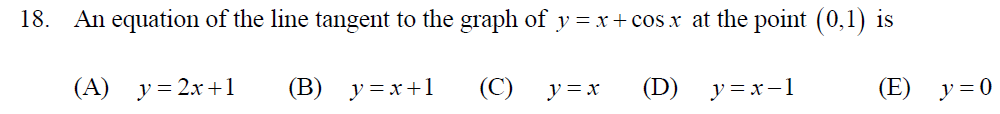 18. An equation of the line tangent to the graph of y = x + cos x at the point (0,1) is
(A) y = 2x + 1 (B) y = x + 1 (C) y = x (D) y = x − 1 (E) y = 0